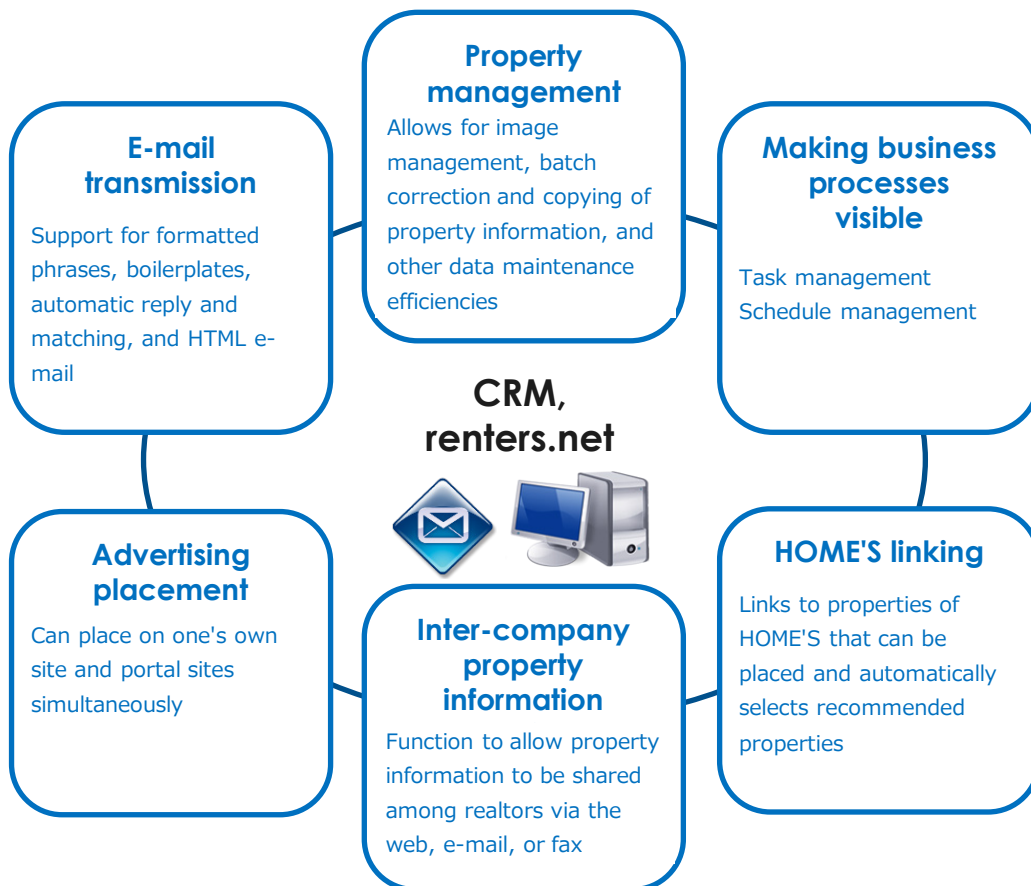 Property
management
Allows for image
management, batch
correction and copying of
property information, and
other data maintenance
efficiencies
E-mail
transmission
Support for formatted
phrases, boilerplates,
automatic reply and
matching, and HTML e-
mail
Making business
processes
visible
Task management
Schedule management
CRM,
renters.net
Advertising
placement
Can place on one's own
site and portal sites
simultaneously
Inter-company
property
information
Function to allow property
information to be shared
among realtors via the
web, e-mail, or fax
HOME'S linking
Links to properties of
HOME'S that can be
placed and automatically
selects recommended
properties